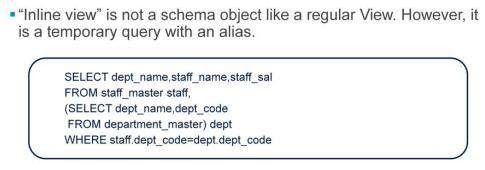 ▪“Inline view” is not a schema object like a regular View. However, it
is a temporary query with an alias.
SELECT dept_name,staff_name,staff_sal
FROM staff_master staff,
(SELECT dept_name,dept_code
FROM department_master) dept
WHERE staff.dept_code=dept.dept_code